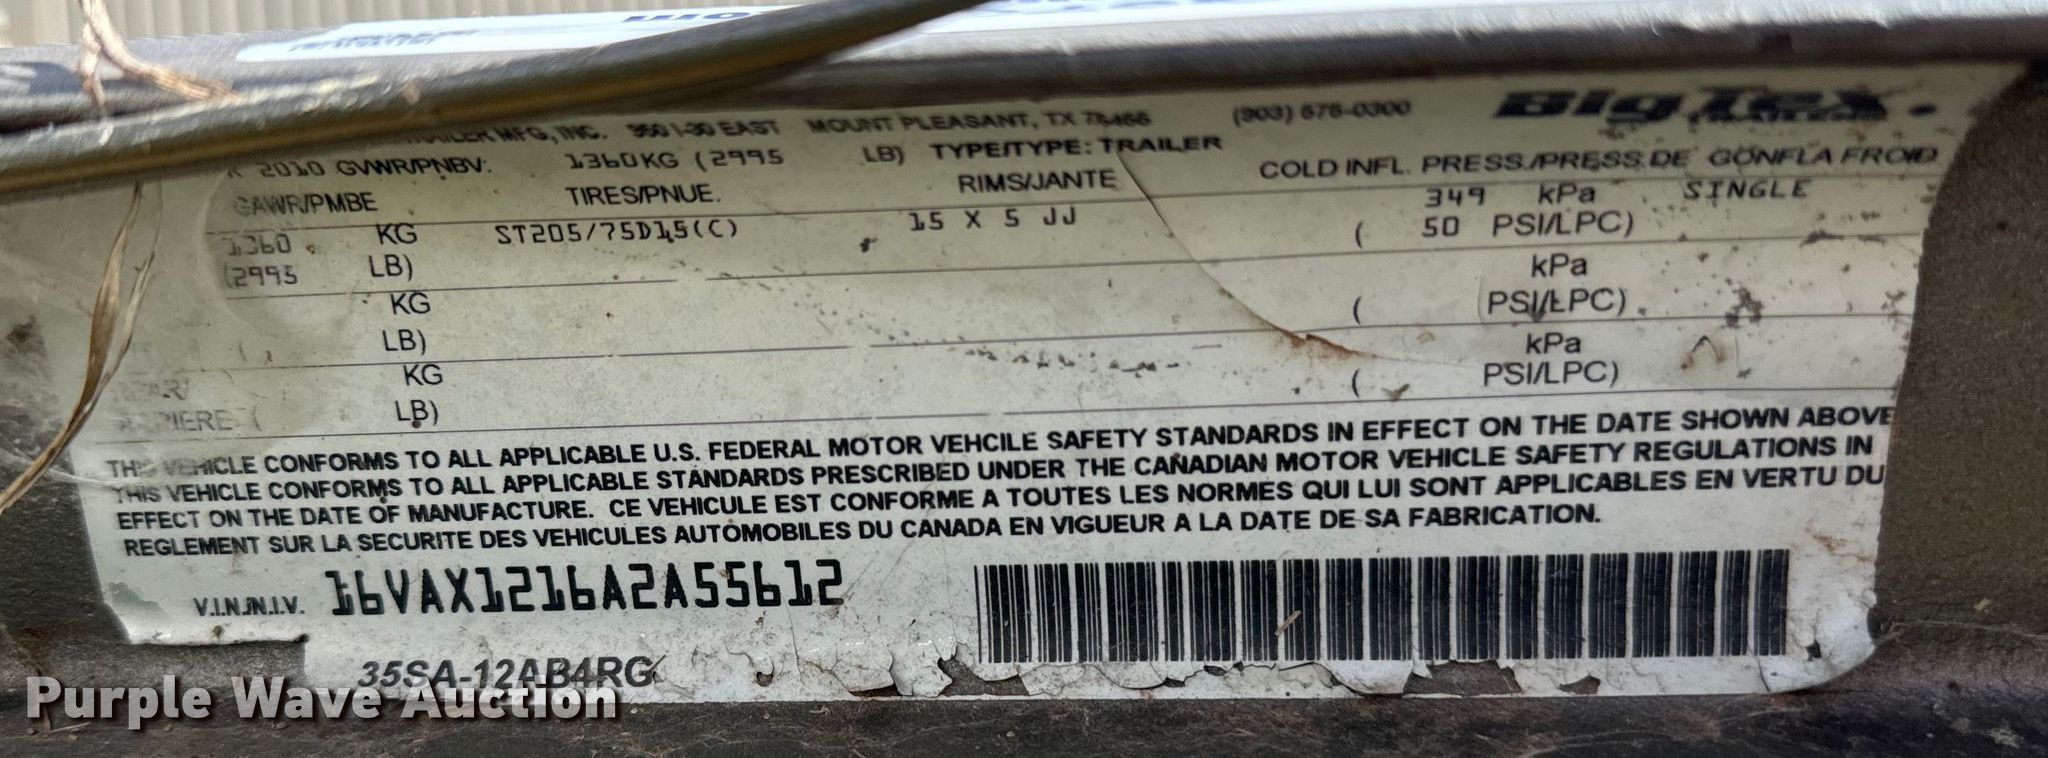 TRAILER MFG, INC. 950 I-30 EAST MOUNT PLEASANT, TX 75455 (903) 575-0300 BigTex.
2010 GVWR/PNBV: 1360KG (2995 LB) TYPE/TYPE: TRAILER
GAWR/PMBE TIRES/PNUE. RIMS/JANTE COLD INFL. PRESS./PRESS.DE GONFLA FROID
1360 KG ST205/75D15(C) 15 X 5 JJ 349 kPa SINGLE
(2995 LB) ( 50 PSI/LPC)
KG kPa
( LB) ( PSI/LPC)
KG kPa
( LB) ( PSI/LPC)
THIS VEHICLE CONFORMS TO ALL APPLICABLE U.S. FEDERAL MOTOR VEHCILE SAFETY STANDARDS IN EFFECT ON THE DATE SHOWN ABOVE
THIS VEHICLE CONFORMS TO ALL APPLICABLE STANDARDS PRESCRIBED UNDER THE CANADIAN MOTOR VEHICLE SAFETY REGULATIONS IN
EFFECT ON THE DATE OF MANUFACTURE. CE VEHICULE EST CONFORME A TOUTES LES NORMES QUI LUI SONT APPLICABLES EN VERTU DU
REGLEMENT SUR LA SECURITE DES VEHICULES AUTOMOBILES DU CANADA EN VIGUEUR A LA DATE DE SA FABRICATION.
V.I.N./N.I.V. 16VAX1216A2A55612
35SA-12AB4RG
Purple Wave Auction